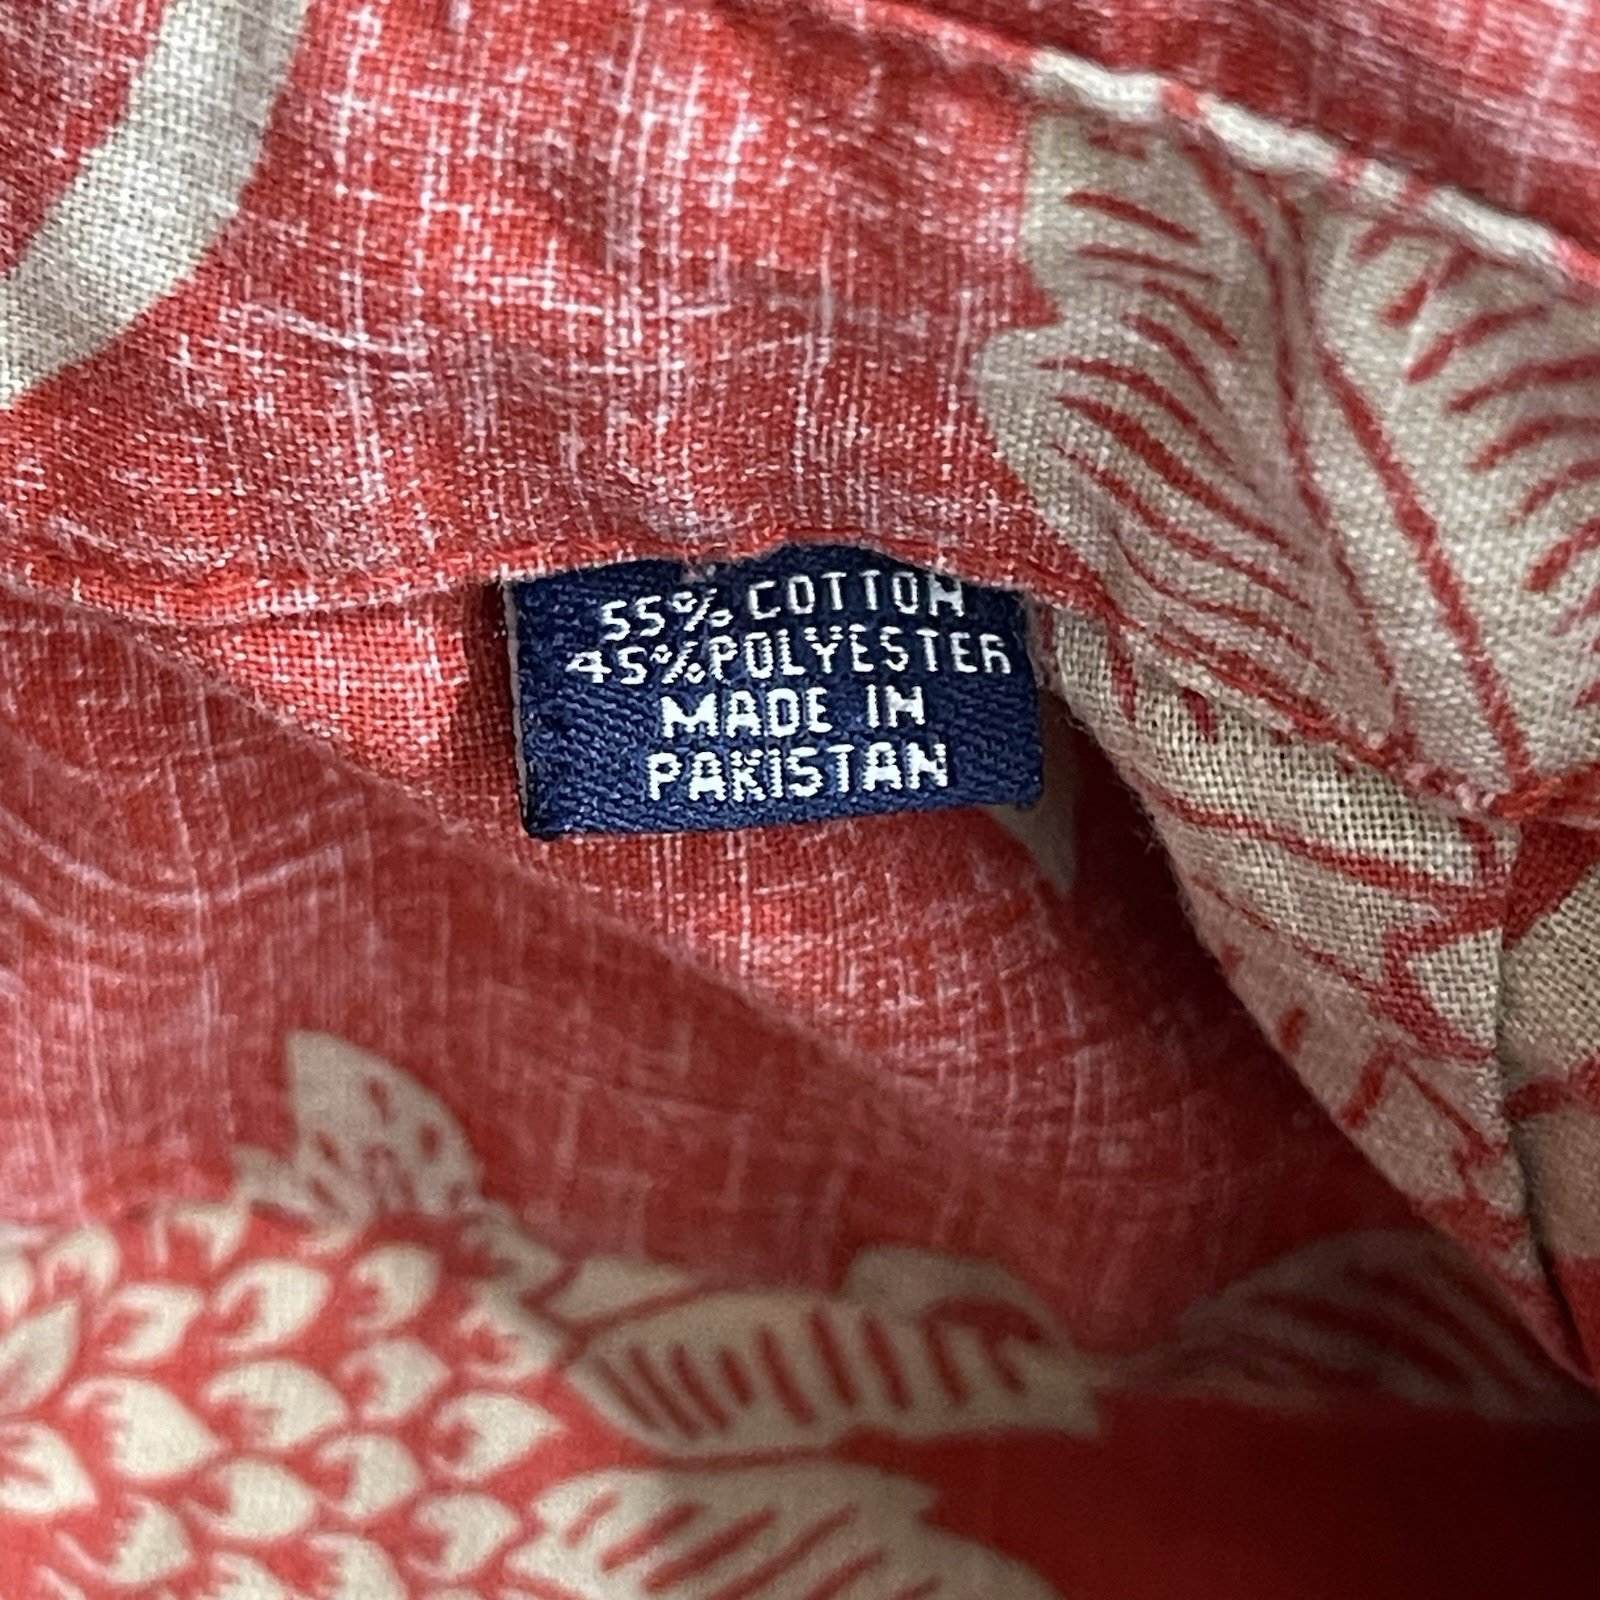 55% COTTON
45% POLYESTER
MADE IN
PAKISTAN